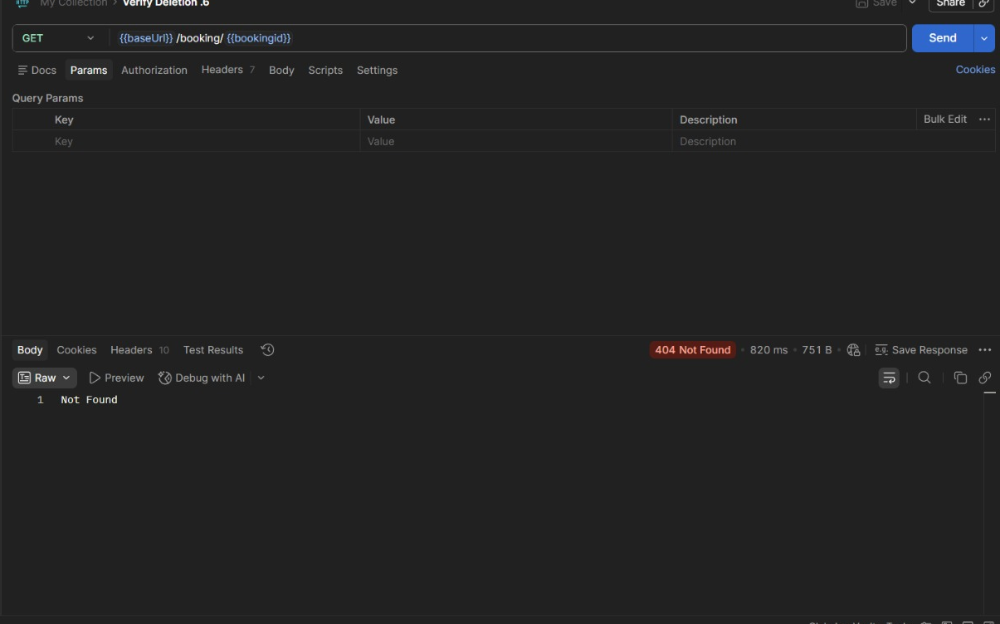 HTTP My Collection > Verify Deletion .6 Save Share
GET {{baseUrl}} /booking/ {{bookingid}} Send
Docs Params Authorization Headers 7 Body Scripts Settings Cookies
Query Params
Key Value Description Bulk Edit ...
Key Value Description
Body Cookies Headers 10 Test Results 404 Not Found • 820 ms • 751 B • e.g. Save Response ...
Raw Preview Debug with AI
1 Not Found